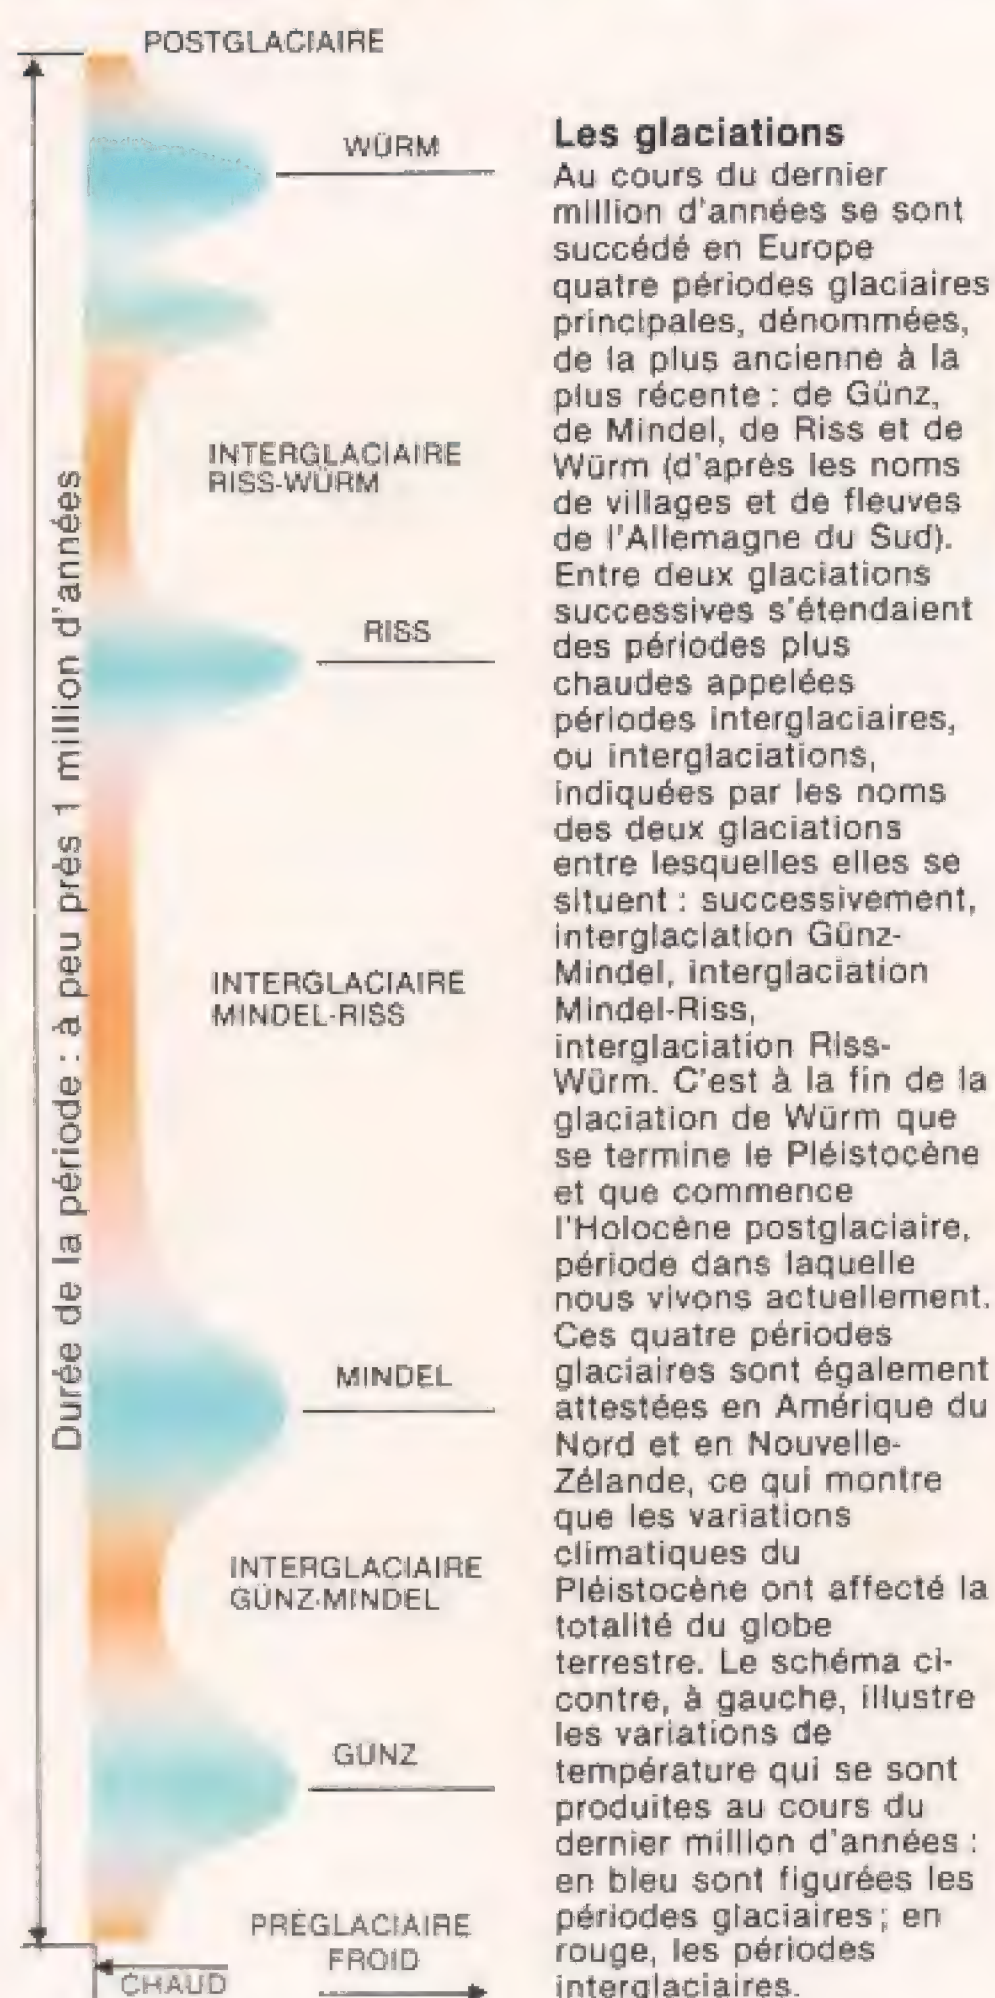 POSTGLACIAIRE
WÜRM
INTERGLACIAIRE
RISS-WÜRM
RISS
INTERGLACIAIRE
MINDEL-RISS
MINDEL
INTERGLACIAIRE
GÜNZ-MINDEL
GÜNZ
PRÉGLACIAIRE
FROID
CHAUD
Durée de la période : à peu près 1 million d'années
Les glaciations
Au cours du dernier
million d'années se sont
succédé en Europe
quatre périodes glaciaires
principales, dénommées,
de la plus ancienne à la
plus récente : de Günz,
de Mindel, de Riss et de
Würm (d'après les noms
de villages et de fleuves
de l'Allemagne du Sud).
Entre deux glaciations
successives s'étendaient
des périodes plus
chaudes appelées
périodes interglaciaires,
ou interglaciations,
indiquées par les noms
des deux glaciations
entre lesquelles elles se
situent : successivement,
interglaciation Günz-
Mindel, interglaciation
Mindel-Riss,
interglaciation Riss-
Würm. C'est à la fin de la
glaciation de Würm que
se termine le Pléistocène
et que commence
l'Holocène postglaciaire,
période dans laquelle
nous vivons actuellement.
Ces quatre périodes
glaciaires sont également
attestées en Amérique du
Nord et en Nouvelle-
Zélande, ce qui montre
que les variations
climatiques du
Pléistocène ont affecté la
totalité du globe
terrestre. Le schéma ci-
contre, à gauche, illustre
les variations de
température qui se sont
produites au cours du
dernier million d'années :
en bleu sont figurées les
périodes glaciaires ; en
rouge, les périodes
interglaciaires.